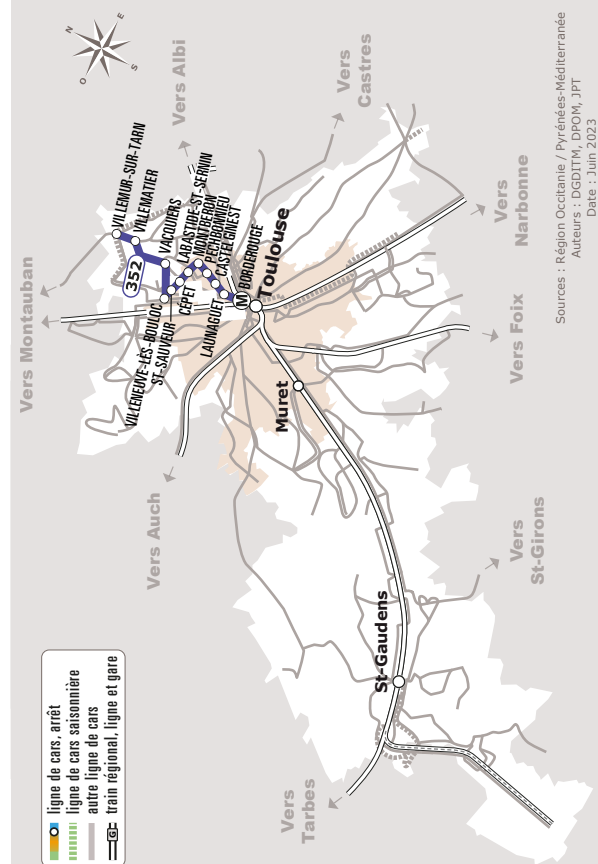 ligne de cars, arrêt
ligne de cars saisonnière
autre ligne de cars
G train régional, ligne et gare
Vers Tarbes
Vers Auch
Vers Montauban
Vers Albi
Vers
Castres
Vers
Narbonne
Vers Foix
Vers
St-Girons
N
E
S
O
352
VILLEMUR-SUR-TARN
VILLEMATIER
VACQUIERS
VILLENEUVE-LÈS-BOULOC
ST-SAUVEUR
CÉPET
LABASTIDE-ST-SERNIN
MONTBERON
PECHBONNIEU
CASTELGINEST
LAUNAGUET
M BORDEROUGE
Toulouse
Muret
St-Gaudens
Sources : Région Occitanie / Pyrénées-Méditerranée
Auteurs : DGDITM, DPOM, JPT
Date : Juin 2023